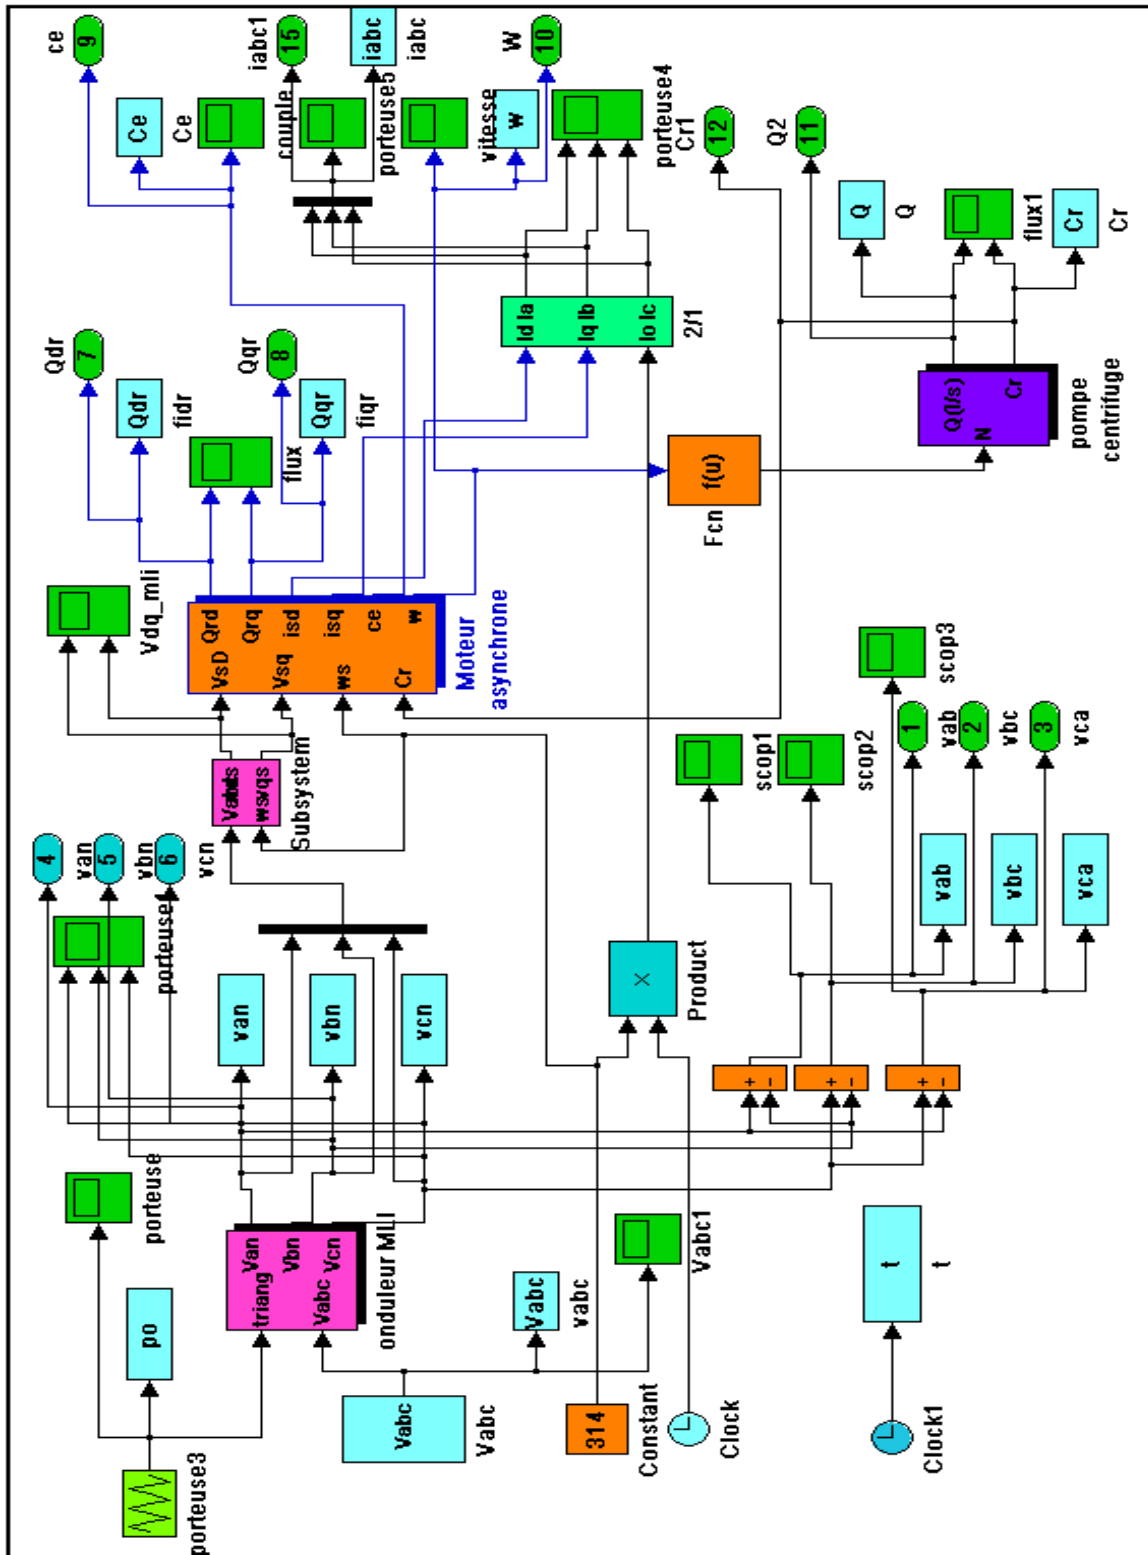 porteuse3
po
porteuse
triang
Vabc
Van
Vbn
Vcn
onduleur MLI
Vabc
Vabc
Vabc
vabc
Vabc1
314
Constant
Clock
Clock1
t
t
van
vbn
vcn
4
van
5
vbn
6
vcn
Subsystem
Vdq_mli
VsD
Vsq
ws
Cr
Qrd
Qrq
isd
isq
ce
w
Moteur
asynchrone
Qdr
7
Qdr
fidr
flux
Qqr
8
Qqr
fiqr
ce
9
Ce
Ce
couple
iabc1
15
iabc
iabc
porteuse5
vitesse
w
W
10
porteuse4
Id Ia
Iq Ib
Io Ic
2/1
X
Product
f(u)
Fcn
N
Q(l/s)
Cr
pompe
centrifuge
Cr1
12
Q2
11
Q
Q
flux1
Cr
Cr
+
-
+
-
+
-
scop1
scop2
scop3
1
vab
2
vbc
3
vca
vab
vbc
vca